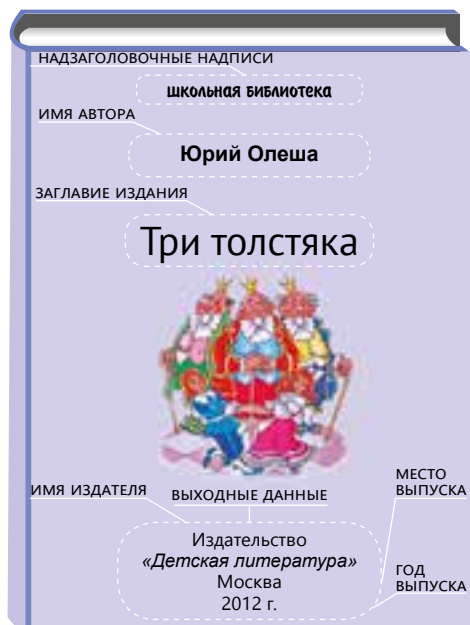 НАДЗАГОЛОВОЧНЫЕ НАДПИСИ
ШКОЛЬНАЯ БИБЛИОТЕКА
ИМЯ АВТОРА
Юрий Олеша
ЗАГЛАВИЕ ИЗДАНИЯ
Три толстяка
ИМЯ ИЗДАТЕЛЯ
ВЫХОДНЫЕ ДАННЫЕ
МЕСТО
ВЫПУСКА
Издательство
«Детская литература»
Москва
2012 г.
ГОД
ВЫПУСКА